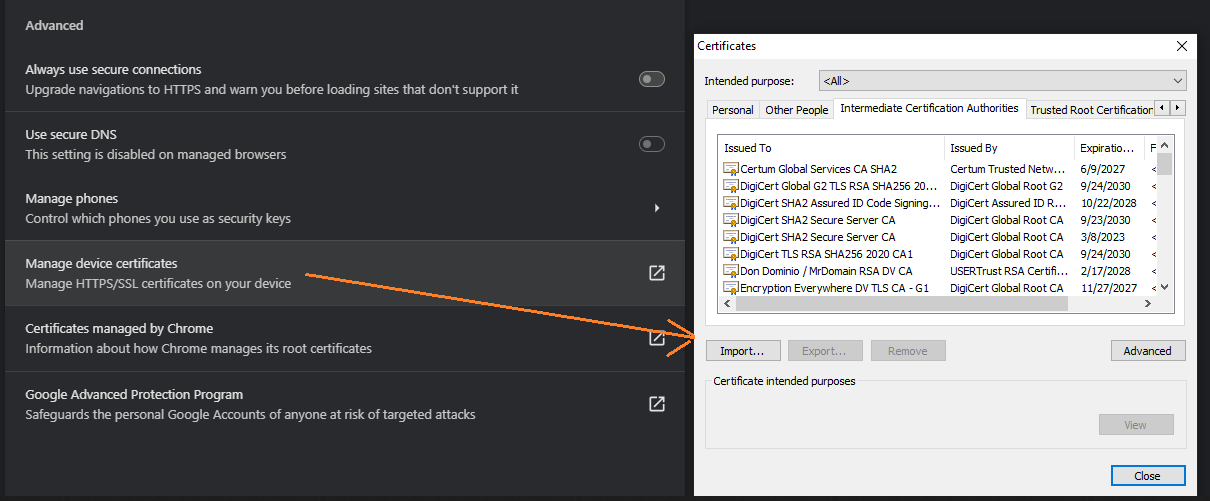 Advanced
Always use secure connections
Upgrade navigations to HTTPS and warn you before loading sites that don't support it
Use secure DNS
This setting is disabled on managed browsers
Manage phones
Control which phones you use as security keys
Manage device certificates
Manage HTTPS/SSL certificates on your device
Certificates managed by Chrome
Information about how Chrome manages its root certificates
Google Advanced Protection Program
Safeguards the personal Google Accounts of anyone at risk of targeted attacks
Certificates
Intended purpose: <All>
Personal Other People Intermediate Certification Authorities Trusted Root Certification
Issued To Issued By Expiratio... F
Certum Global Services CA SHA2 Certum Trusted Netw... 6/9/2027 <
DigiCert Global G2 TLS RSA SHA256 20... DigiCert Global Root G2 9/24/2030 <
DigiCert SHA2 Assured ID Code Signing... DigiCert Assured ID R... 10/22/2028 <
DigiCert SHA2 Secure Server CA DigiCert Global Root CA 9/23/2030 <
DigiCert SHA2 Secure Server CA DigiCert Global Root CA 3/8/2023 <
DigiCert TLS RSA SHA256 2020 CA1 DigiCert Global Root CA 9/24/2030 <
Don Dominio / MrDomain RSA DV CA USERTrust RSA Certifi... 2/17/2028 <
Encryption Everywhere DV TLS CA - G1 DigiCert Global Root CA 11/27/2027 <
Import... Export... Remove Advanced
Certificate intended purposes
View
Close